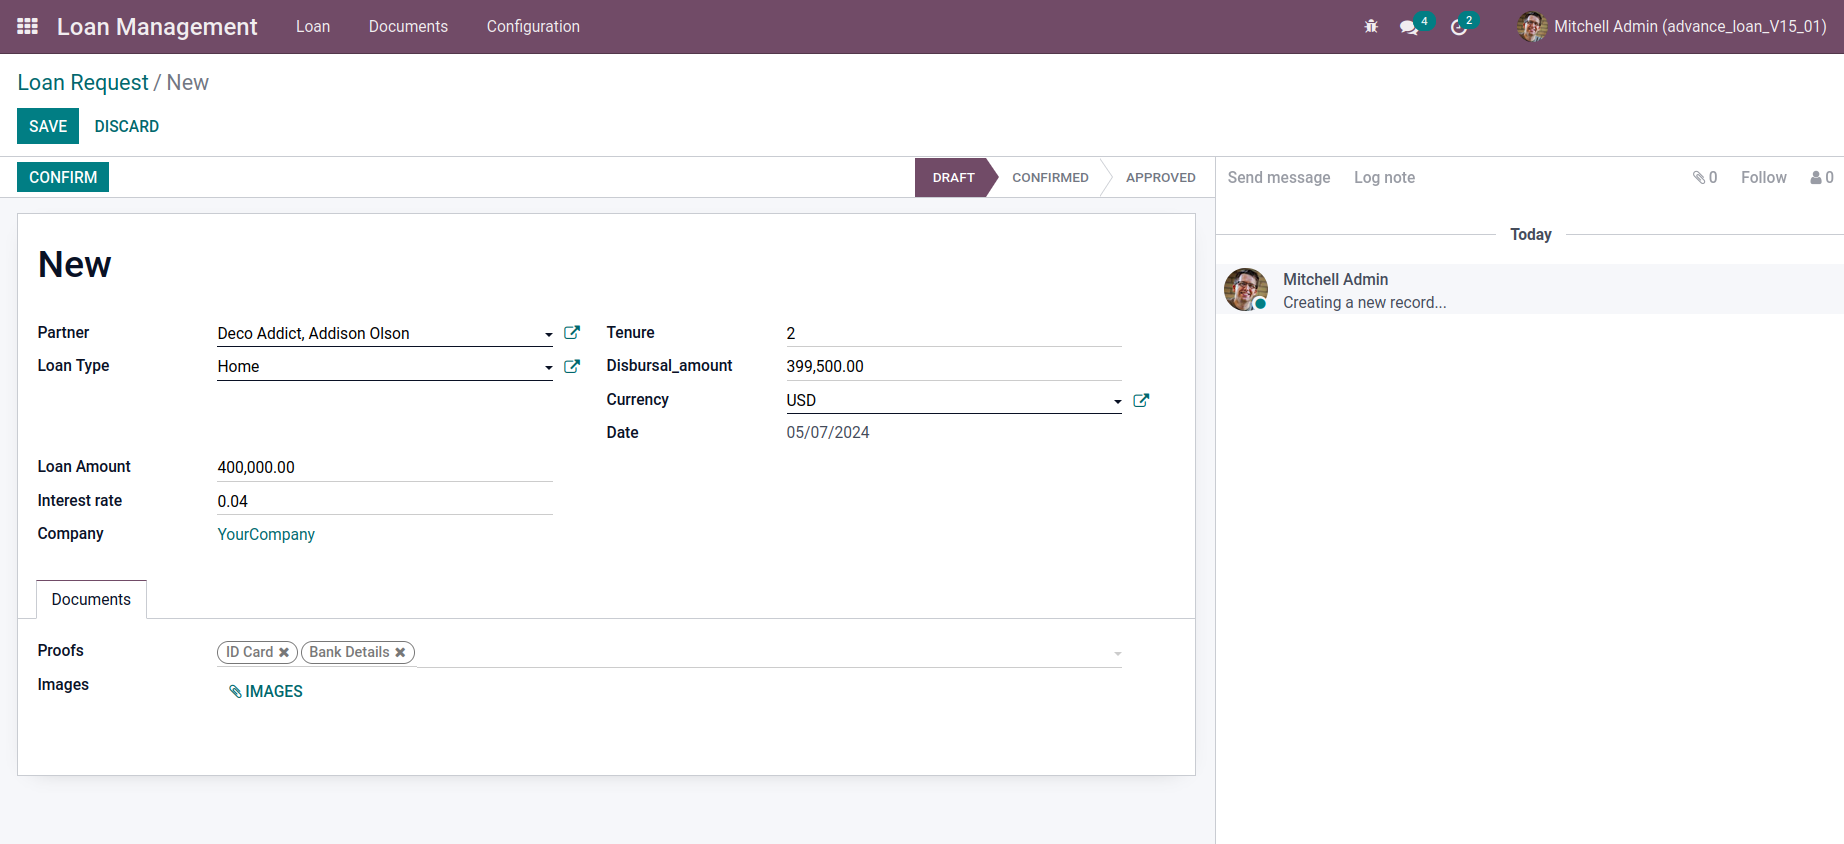 Loan Management Loan Documents Configuration 4 2 Mitchell Admin (advance_loan_V15_01)
Loan Request / New
SAVE DISCARD
CONFIRM DRAFT CONFIRMED APPROVED Send message Log note 0 Follow 0
Today
New
Mitchell Admin
Creating a new record...
Partner Deco Addict, Addison Olson Tenure 2
Loan Type Home Disbursal_amount 399,500.00
Currency USD
Date 05/07/2024
Loan Amount 400,000.00
Interest rate 0.04
Company YourCompany
Documents
Proofs ID Card Bank Details
Images IMAGES